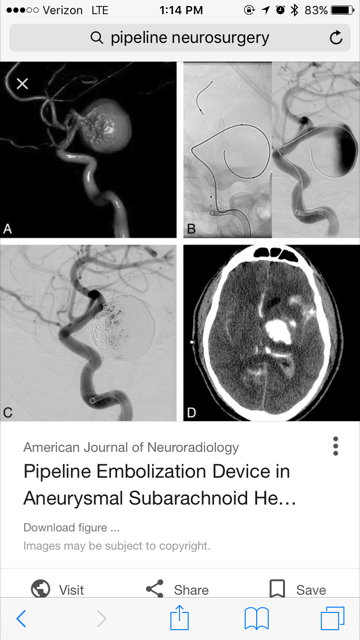 Verizon LTE 1:14 PM 83%
pipeline neurosurgery
A
B
C
D
American Journal of Neuroradiology
Pipeline Embolization Device in
Aneurysmal Subarachnoid He...
Download figure ...
Images may be subject to copyright.
Visit Share Save